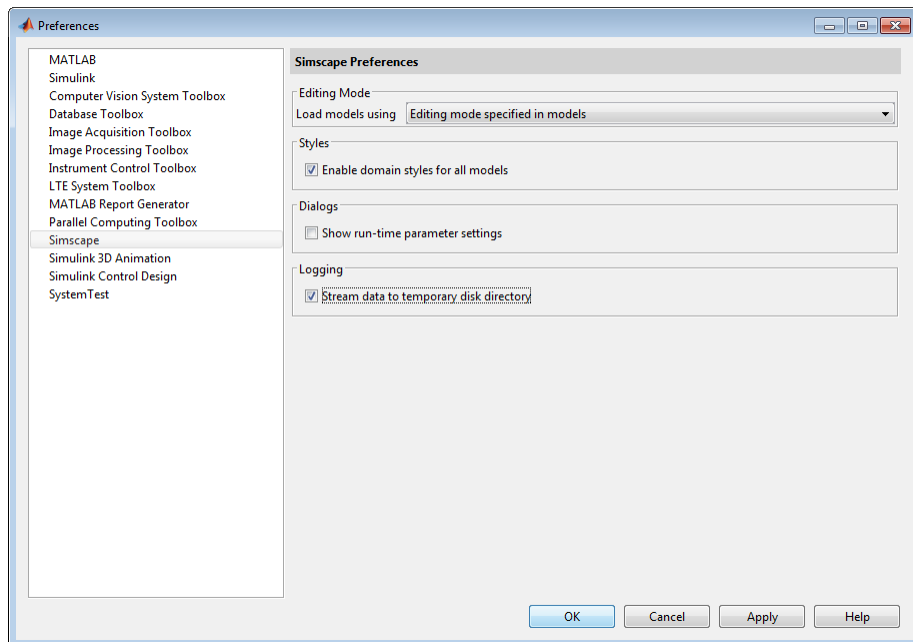 Preferences
MATLAB
Simulink
Computer Vision System Toolbox
Database Toolbox
Image Acquisition Toolbox
Image Processing Toolbox
Instrument Control Toolbox
LTE System Toolbox
MATLAB Report Generator
Parallel Computing Toolbox
Simscape
Simulink 3D Animation
Simulink Control Design
SystemTest
Simscape Preferences
Editing Mode
Load models using Editing mode specified in models
Styles
Enable domain styles for all models
Dialogs
Show run-time parameter settings
Logging
Stream data to temporary disk directory
OK Cancel Apply Help